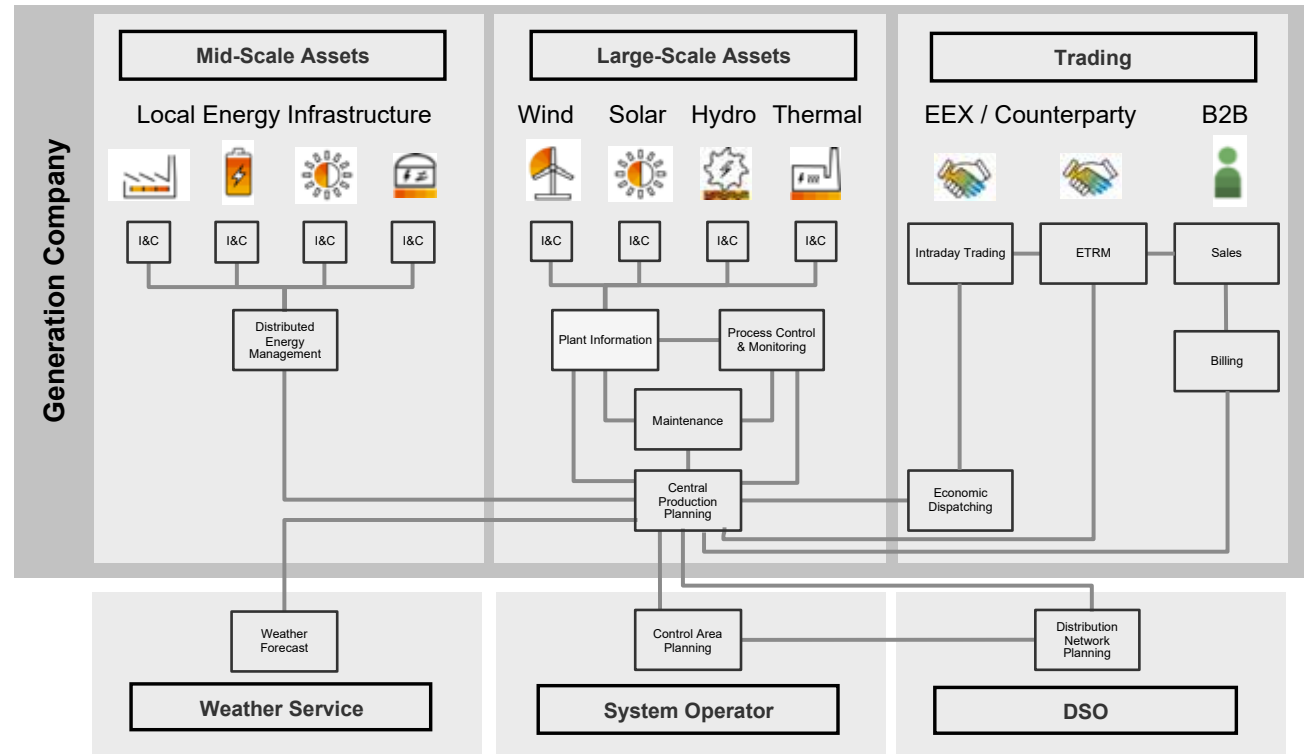 Generation Company
Mid-Scale Assets
Local Energy Infrastructure
I&C
I&C
I&C
I&C
Distributed
Energy
Management
Large-Scale Assets
Wind
Solar
Hydro
Thermal
I&C
I&C
I&C
I&C
Plant Information
Process Control
& Monitoring
Maintenance
Central
Production
Planning
Trading
EEX / Counterparty
B2B
Intraday Trading
ETRM
Sales
Billing
Economic
Dispatching
Weather
Forecast
Weather Service
Control Area
Planning
System Operator
Distribution
Network
Planning
DSO